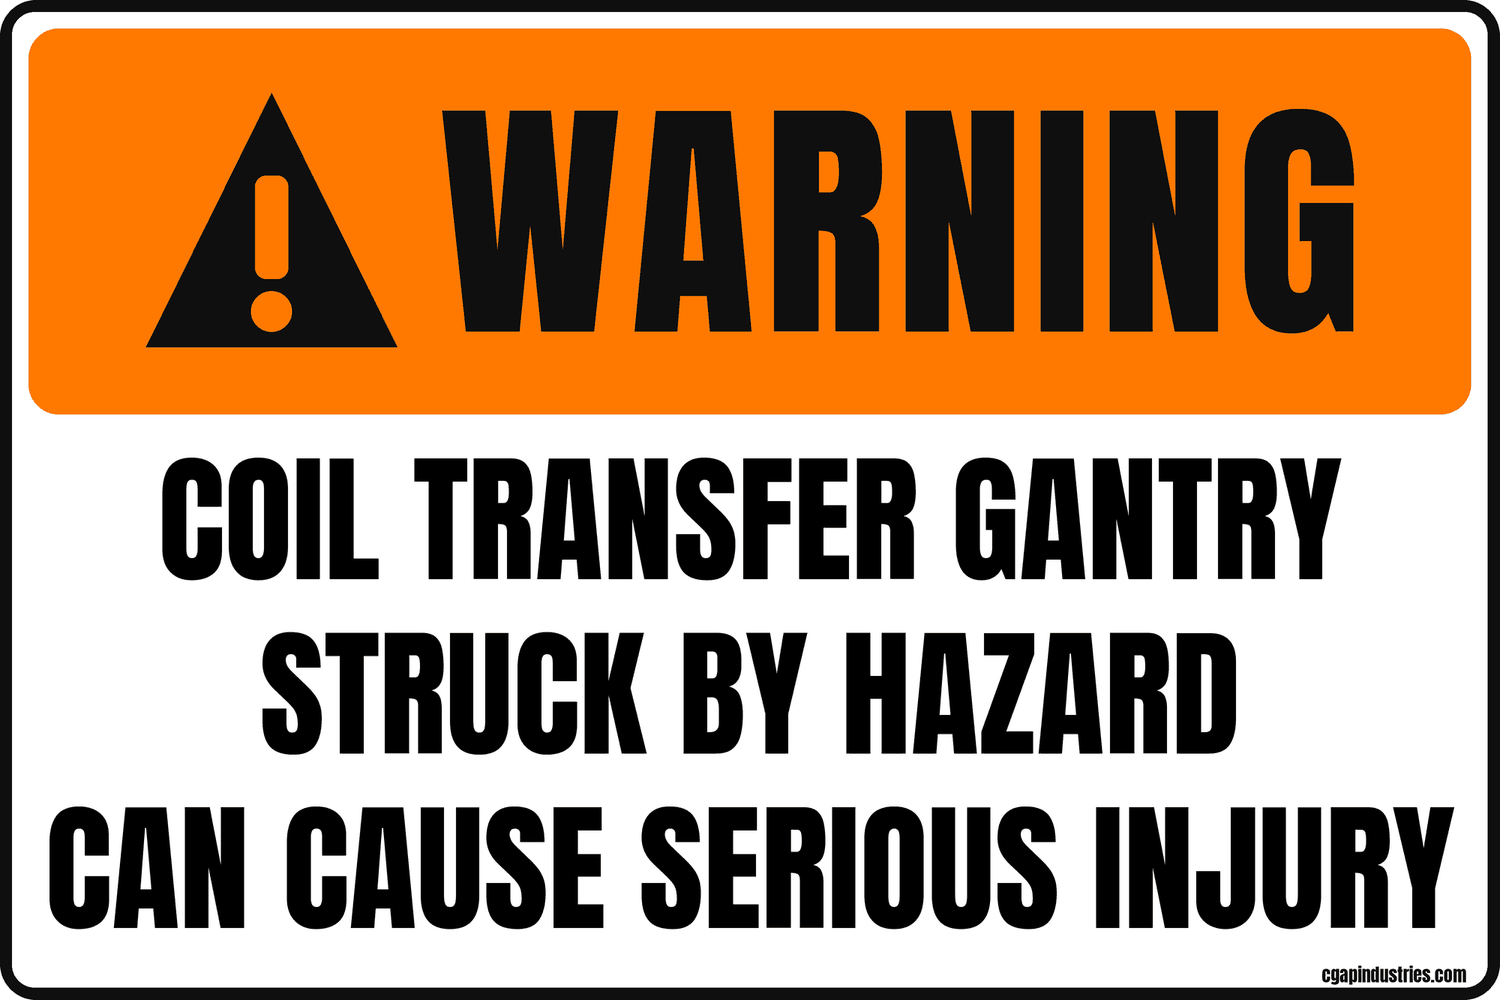 WARNING
COIL TRANSFER GANTRY
STRUCK BY HAZARD
CAN CAUSE SERIOUS INJURY
cgapindustries.com